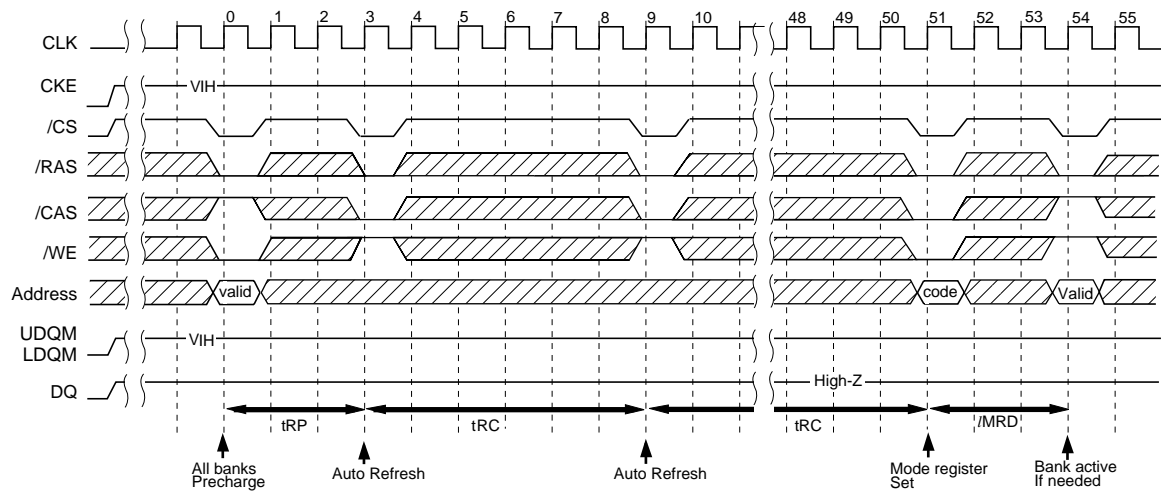 0 1 2 3 4 5 6 7 8 9 10 48 49 50 51 52 53 54 55
CLK
CKE VIH
/CS
/RAS
/CAS
/WE
Address valid code Valid
UDQM
LDQM VIH
DQ High-Z
tRP tRC tRC lMRD
All banks
Precharge
Auto Refresh
Auto Refresh
Mode register
Set
Bank active
If needed